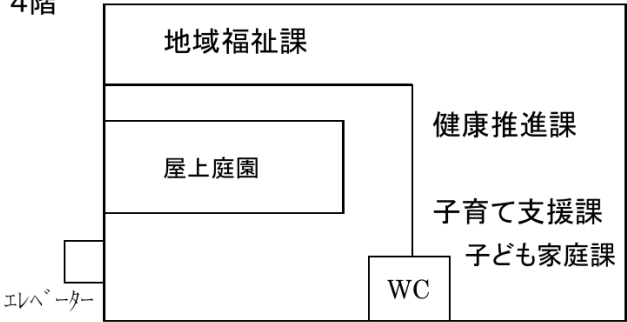 4階
地域福祉課
健康推進課
屋上庭園
子育て支援課
子ども家庭課
WC
エレベーター